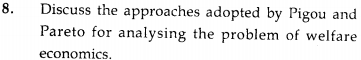 8. Discuss the approaches adopted by Pigou and
Pareto for analysing the problem of welfare
economics.